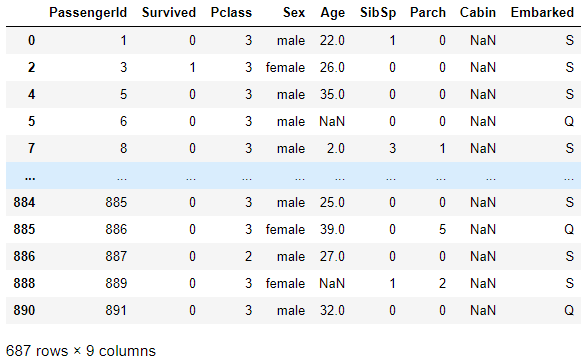 PassengerId Survived Pclass Sex Age SibSp Parch Cabin Embarked
0 1 0 3 male 22.0 1 0 NaN S
2 3 1 3 female 26.0 0 0 NaN S
4 5 0 3 male 35.0 0 0 NaN S
5 6 0 3 male NaN 0 0 NaN Q
7 8 0 3 male 2.0 3 1 NaN S
... ... ... ... ... ... ... ... ... ...
884 885 0 3 male 25.0 0 0 NaN S
885 886 0 3 female 39.0 0 5 NaN Q
886 887 0 2 male 27.0 0 0 NaN S
888 889 0 3 female NaN 1 2 NaN S
890 891 0 3 male 32.0 0 0 NaN Q
687 rows × 9 columns